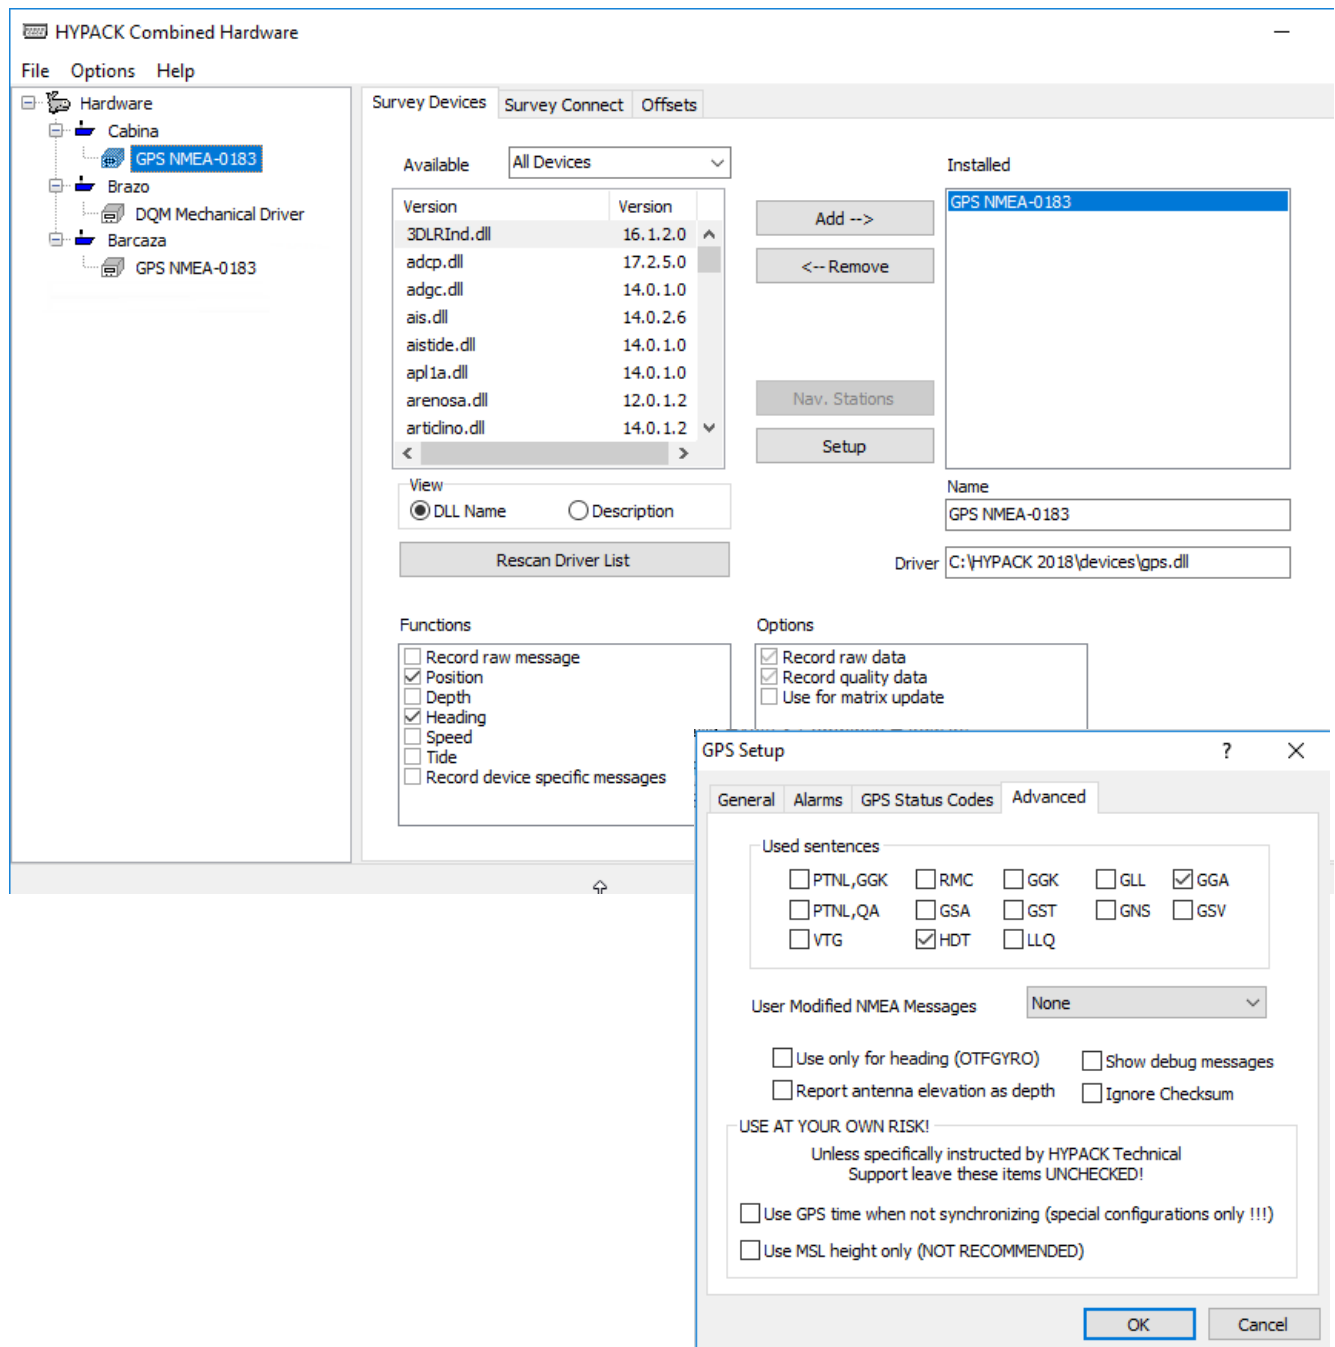 HYPACK Combined Hardware
File Options Help
Hardware
Cabina
GPS NMEA-0183
Brazo
DQM Mechanical Driver
Barcaza
GPS NMEA-0183
Survey Devices Survey Connect Offsets
Available All Devices Installed
Version Version
3DLRInd.dll 16.1.2.0
adcp.dll 17.2.5.0
adgc.dll 14.0.1.0
ais.dll 14.0.2.6
aistide.dll 14.0.1.0
apl1a.dll 14.0.1.0
arenosa.dll 12.0.1.2
articlino.dll 14.0.1.2
Add -->
<-- Remove
Nav. Stations
Setup
GPS NMEA-0183
View
DLL Name Description
Rescan Driver List
Name
GPS NMEA-0183
Driver C:\HYPACK 2018\devices\gps.dll
Functions
Record raw message
Position
Depth
Heading
Speed
Tide
Record device specific messages
Options
Record raw data
Record quality data
Use for matrix update
GPS Setup ?
General Alarms GPS Status Codes Advanced
Used sentences
PTNL,GGK RMC GGK GLL GGA
PTNL,QA GSA GST GNS GSV
VTG HDT LLQ
User Modified NMEA Messages None
Use only for heading (OTFGYRO) Show debug messages
Report antenna elevation as depth Ignore Checksum
USE AT YOUR OWN RISK!
Unless specifically instructed by HYPACK Technical
Support leave these items UNCHECKED!
Use GPS time when not synchronizing (special configurations only !!!)
Use MSL height only (NOT RECOMMENDED)
OK Cancel